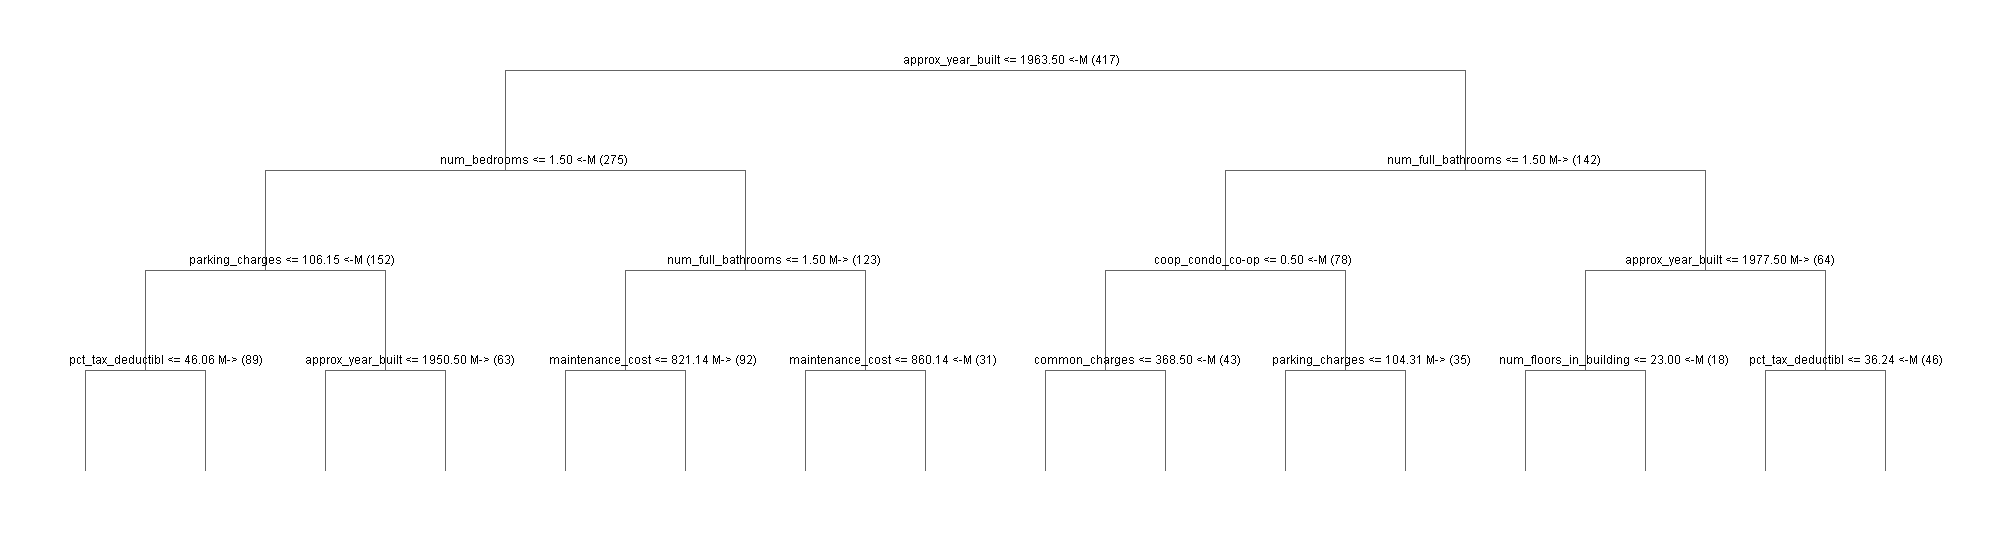 approx_year_built <= 1963.50 <-M (417)
num_bedrooms <= 1.50 <-M (275)
num_full_bathrooms <= 1.50 M-> (142)
parking_charges <= 106.15 <-M (152)
num_full_bathrooms <= 1.50 M-> (123)
coop_condo_co-op <= 0.50 <-M (78)
approx_year_built <= 1977.50 M-> (64)
pct_tax_deductibl <= 46.06 M-> (89)
approx_year_built <= 1950.50 M-> (63)
maintenance_cost <= 821.14 M-> (92)
maintenance_cost <= 860.14 <-M (31)
common_charges <= 368.50 <-M (43)
parking_charges <= 104.31 M-> (35)
num_floors_in_building <= 23.00 <-M (18)
pct_tax_deductibl <= 36.24 <-M (46)